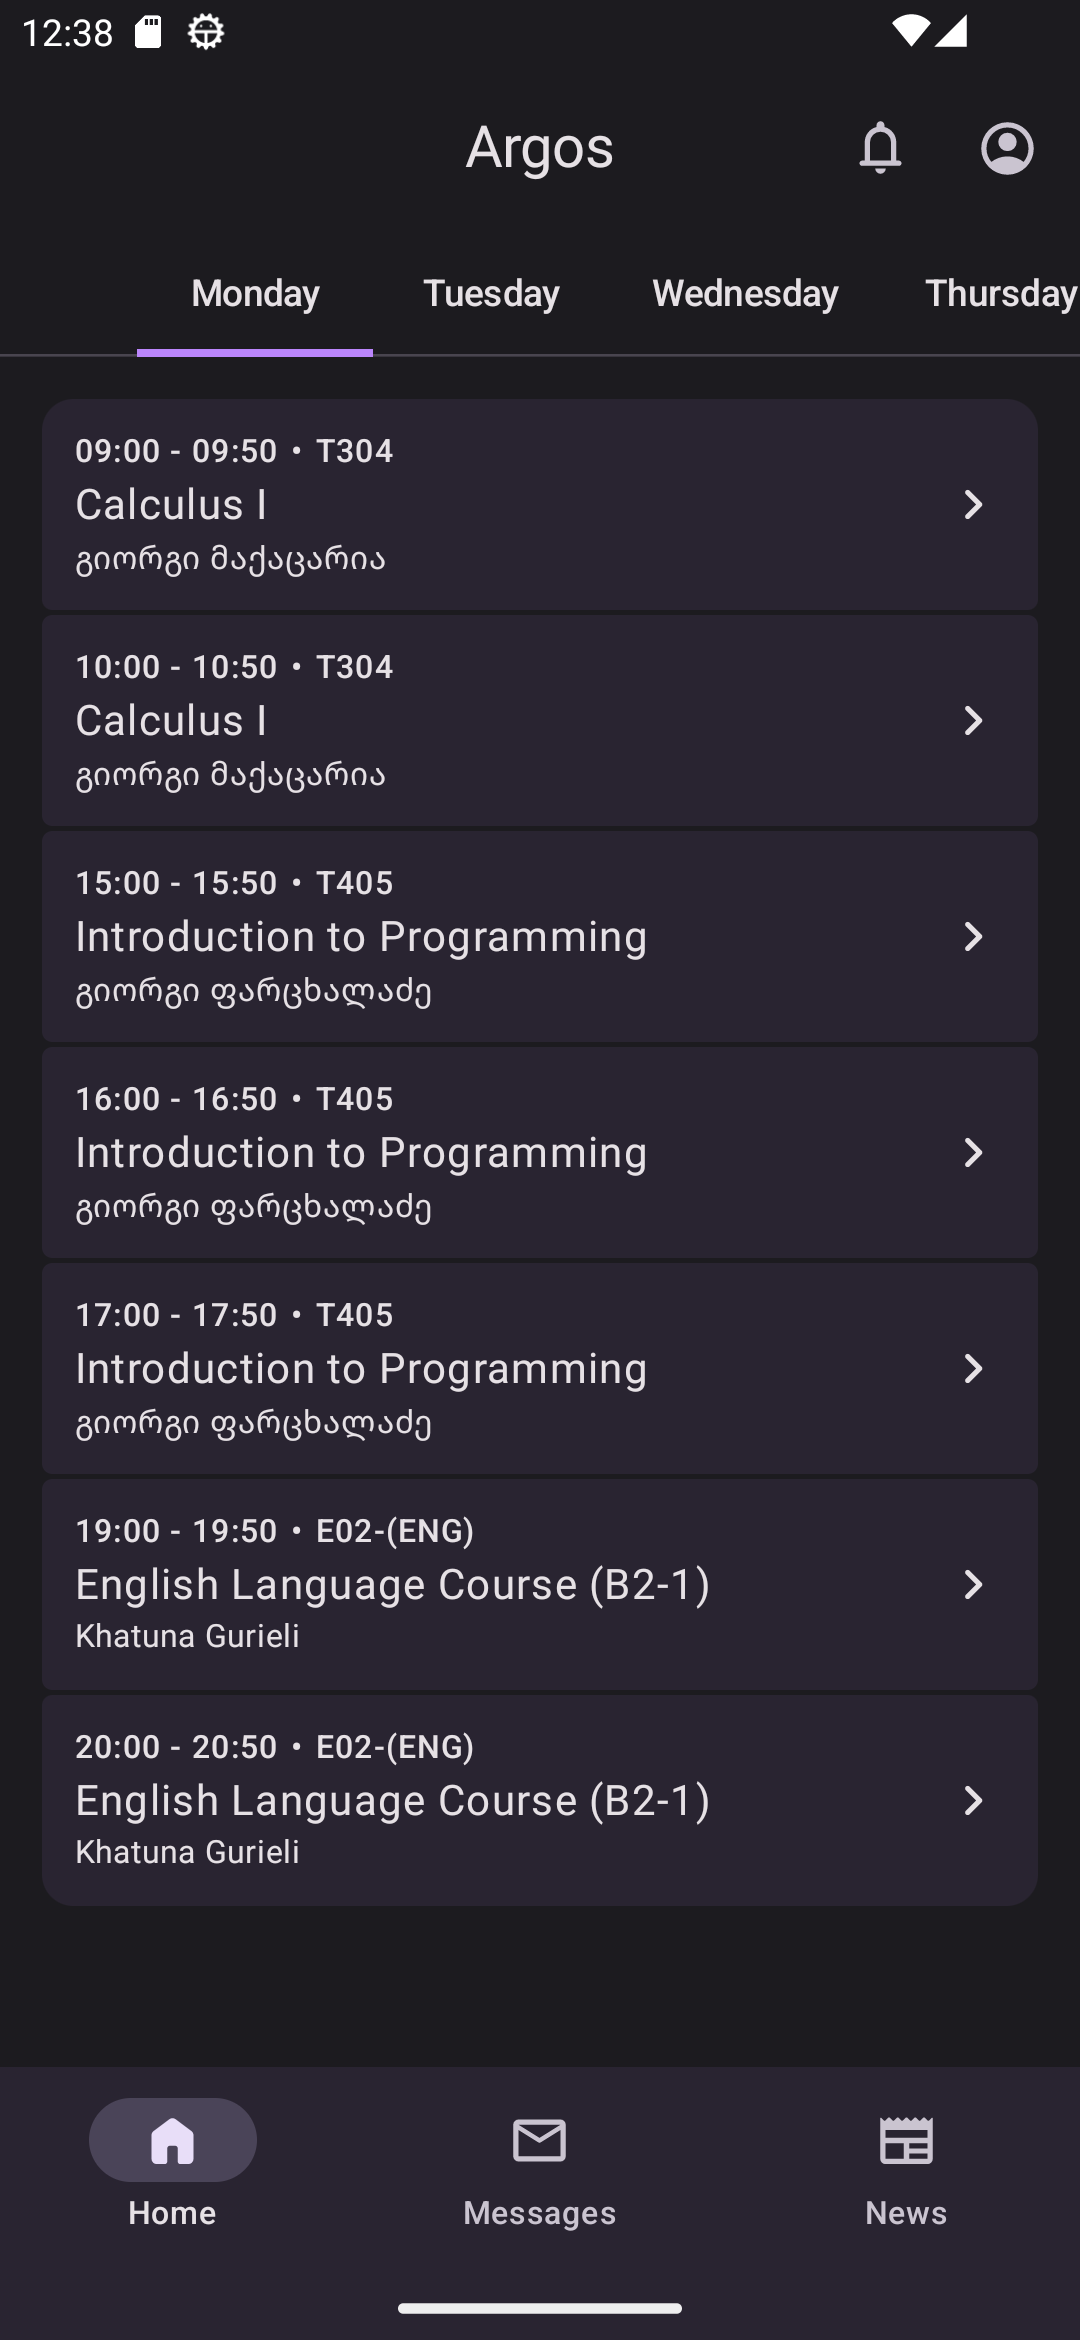 12:38
Argos
Monday Tuesday Wednesday Thursday
09:00 - 09:50 • T304
Calculus I
გიორგი მაქაცარია
10:00 - 10:50 • T304
Calculus I
გიორგი მაქაცარია
15:00 - 15:50 • T405
Introduction to Programming
გიორგი ფარცხალაძე
16:00 - 16:50 • T405
Introduction to Programming
გიორგი ფარცხალაძე
17:00 - 17:50 • T405
Introduction to Programming
გიორგი ფარცხალაძე
19:00 - 19:50 • E02-(ENG)
English Language Course (B2-1)
Khatuna Gurieli
20:00 - 20:50 • E02-(ENG)
English Language Course (B2-1)
Khatuna Gurieli
Home Messages News